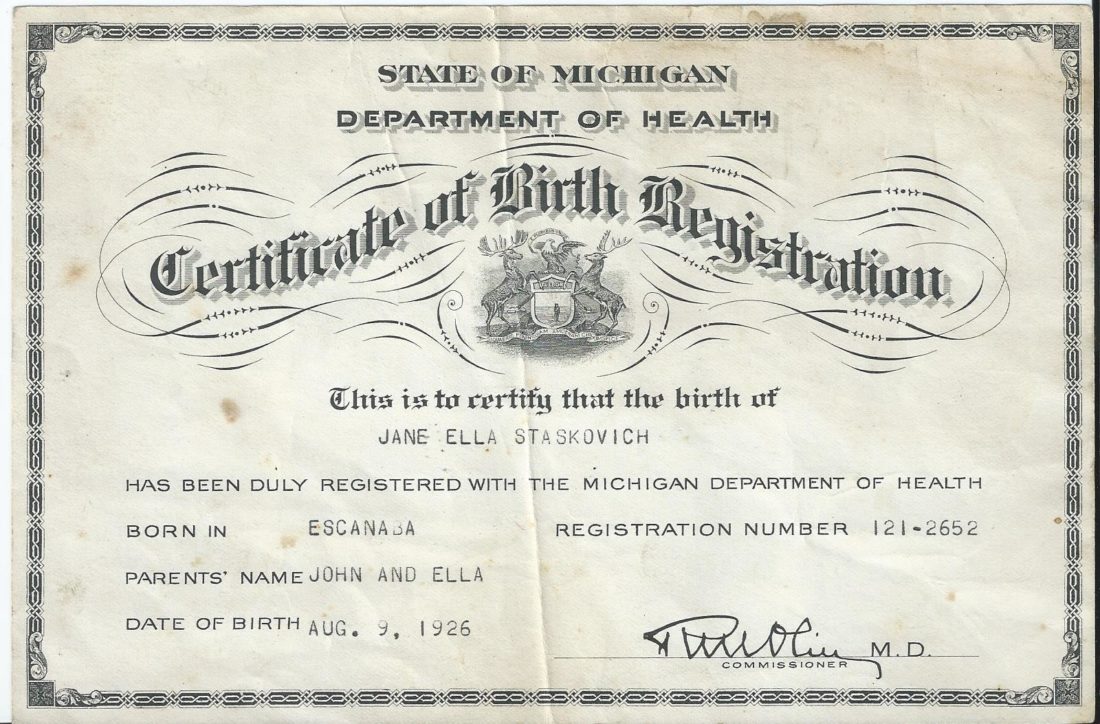 STATE OF MICHIGAN
DEPARTMENT OF HEALTH
Certificate of Birth Registration
This is to certify that the birth of
JANE ELLA STASKOVICH
HAS BEEN DULY REGISTERED WITH THE MICHIGAN DEPARTMENT OF HEALTH
BORN IN ESCANABA REGISTRATION NUMBER 121-2652
PARENTS' NAME JOHN AND ELLA
DATE OF BIRTH AUG. 9, 1926
M.D.
COMMISSIONER